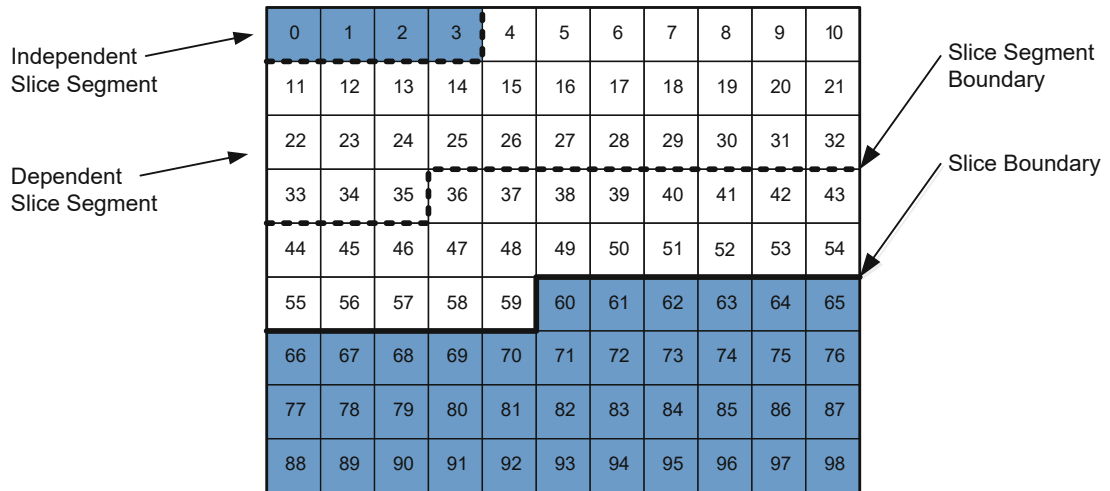 Independent
Slice Segment
Dependent
Slice Segment
0 1 2 3 4 5 6 7 8 9 10
11 12 13 14 15 16 17 18 19 20 21
22 23 24 25 26 27 28 29 30 31 32
33 34 35 36 37 38 39 40 41 42 43
44 45 46 47 48 49 50 51 52 53 54
55 56 57 58 59 60 61 62 63 64 65
66 67 68 69 70 71 72 73 74 75 76
77 78 79 80 81 82 83 84 85 86 87
88 89 90 91 92 93 94 95 96 97 98
Slice Segment
Boundary
Slice Boundary